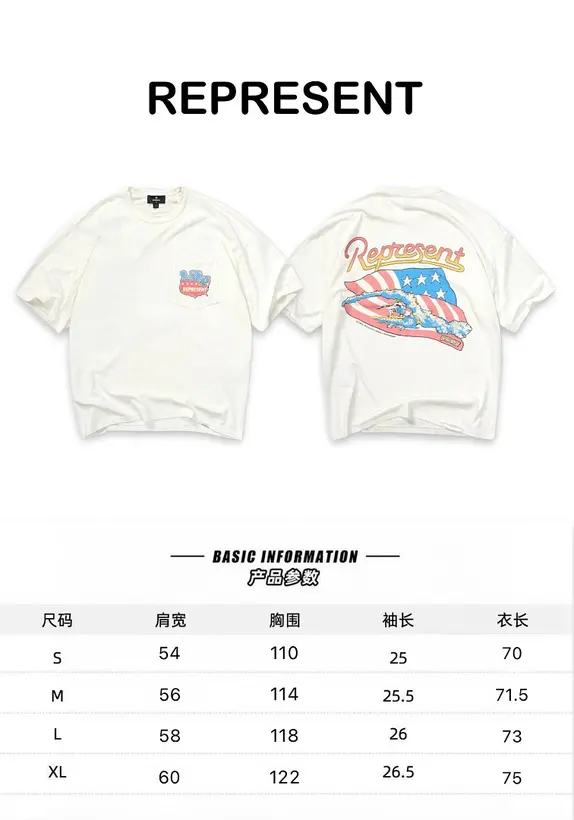 REPRESENT
REPRESENT
Represent
BASIC INFORMATION
产品参数
尺码 肩宽 胸围 袖长 衣长
S 54 110 25 70
M 56 114 25.5 71.5
L 58 118 26 73
XL 60 122 26.5 75